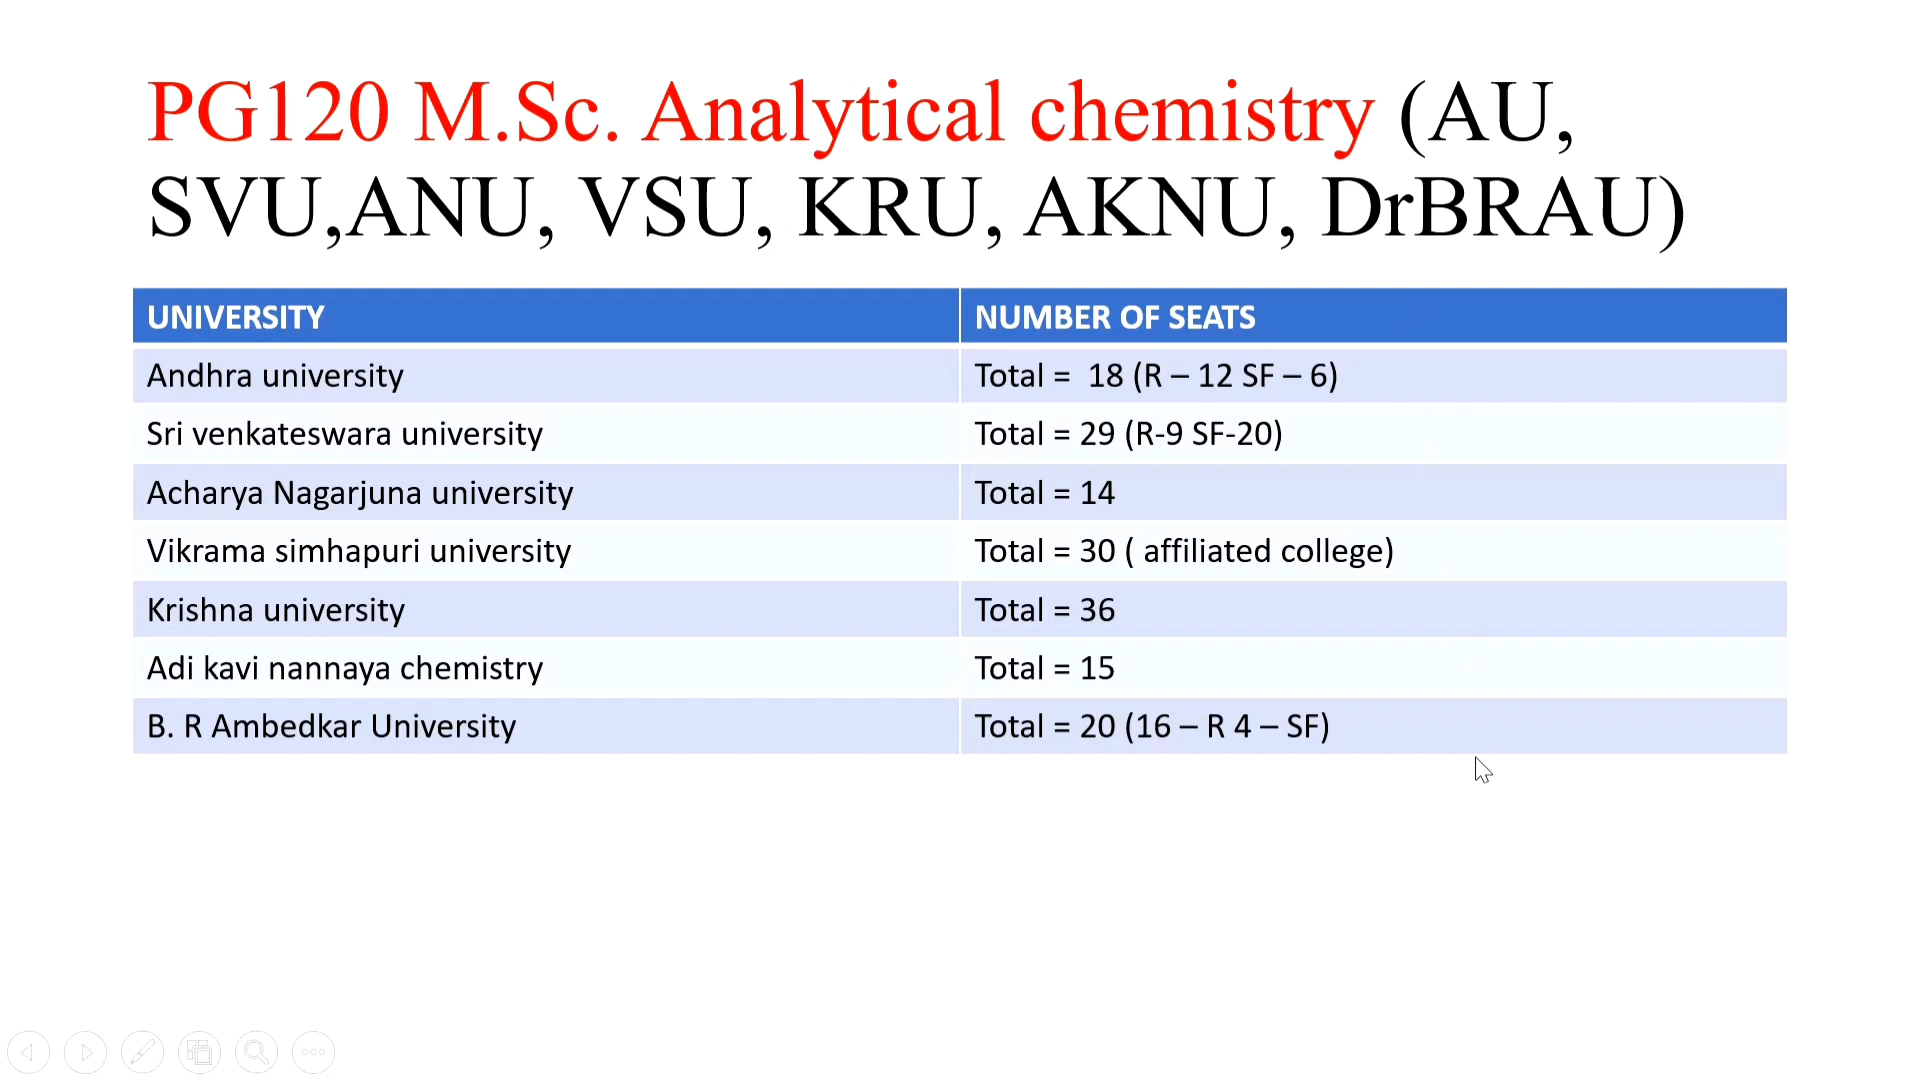 PG120 M.Sc. Analytical chemistry (AU,
SVU,ANU, VSU, KRU, AKNU, DrBRAU)
UNIVERSITY NUMBER OF SEATS
Andhra university Total = 18 (R – 12 SF – 6)
Sri venkateswara university Total = 29 (R-9 SF-20)
Acharya Nagarjuna university Total = 14
Vikrama simhapuri university Total = 30 ( affiliated college)
Krishna university Total = 36
Adi kavi nannaya chemistry Total = 15
B. R Ambedkar University Total = 20 (16 – R 4 – SF)